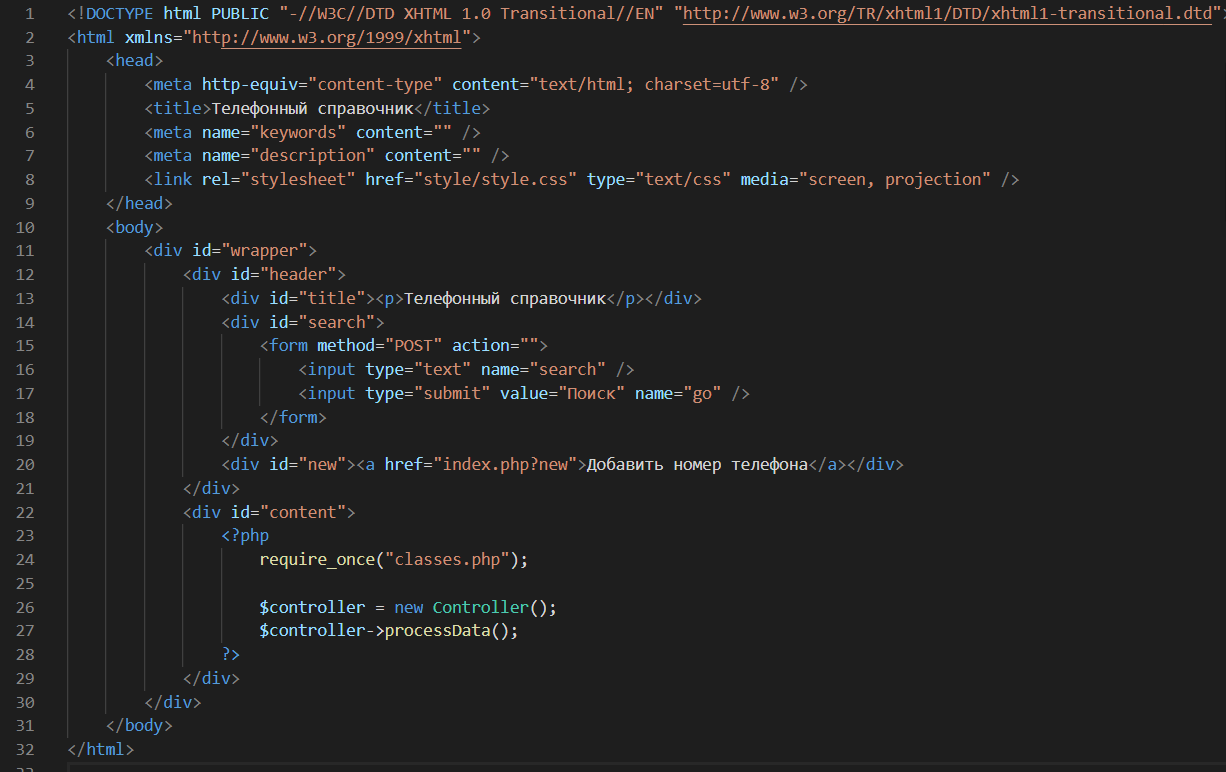 1 <!DOCTYPE html PUBLIC "-//W3C//DTD XHTML 1.0 Transitional//EN" "http://www.w3.org/TR/xhtml1/DTD/xhtml1-transitional.dtd">
2 <html xmlns="http://www.w3.org/1999/xhtml">
3     <head>
4         <meta http-equiv="content-type" content="text/html; charset=utf-8" />
5         <title>Телефонный справочник</title>
6         <meta name="keywords" content="" />
7         <meta name="description" content="" />
8         <link rel="stylesheet" href="style/style.css" type="text/css" media="screen, projection" />
9     </head>
10     <body>
11         <div id="wrapper">
12             <div id="header">
13                 <div id="title"><p>Телефонный справочник</p></div>
14                 <div id="search">
15                     <form method="POST" action="">
16                         <input type="text" name="search" />
17                         <input type="submit" value="Поиск" name="go" />
18                     </form>
19                 </div>
20                 <div id="new"><a href="index.php?new">Добавить номер телефона</a></div>
21             </div>
22             <div id="content">
23                 <?php
24                     require_once("classes.php");
25
26                     $controller = new Controller();
27                     $controller->processData();
28                 ?>
29             </div>
30         </div>
31     </body>
32 </html>